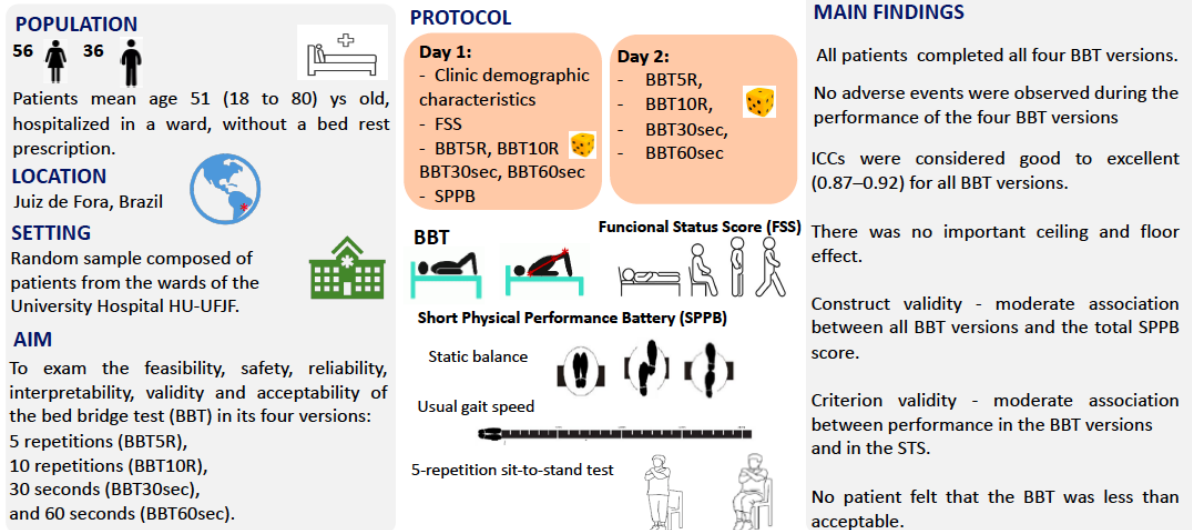 POPULATION
56 36
Patients mean age 51 (18 to 80) ys old,
hospitalized in a ward, without a bed rest
prescription.
LOCATION
Juiz de Fora, Brazil
SETTING
Random sample composed of
patients from the wards of the
University Hospital HU-UFJF.
AIM
To exam the feasibility, safety, reliability,
interpretability, validity and acceptability of
the bed bridge test (BBT) in its four versions:
5 repetitions (BBT5R),
10 repetitions (BBT10R),
30 seconds (BBT30sec),
and 60 seconds (BBT60sec).
PROTOCOL
Day 1:
- Clinic demographic
characteristics
- FSS
- BBT5R, BBT10R
BBT30sec, BBT60sec
- SPPB
Day 2:
- BBT5R,
- BBT10R,
- BBT30sec,
- BBT60sec
BBT
Funcional Status Score (FSS)
Short Physical Performance Battery (SPPB)
Static balance
Usual gait speed
5-repetition sit-to-stand test
MAIN FINDINGS
All patients completed all four BBT versions.
No adverse events were observed during the
performance of the four BBT versions
ICCs were considered good to excellent
(0.87–0.92) for all BBT versions.
There was no important ceiling and floor
effect.
Construct validity - moderate association
between all BBT versions and the total SPPB
score.
Criterion validity - moderate association
between performance in the BBT versions
and in the STS.
No patient felt that the BBT was less than
acceptable.